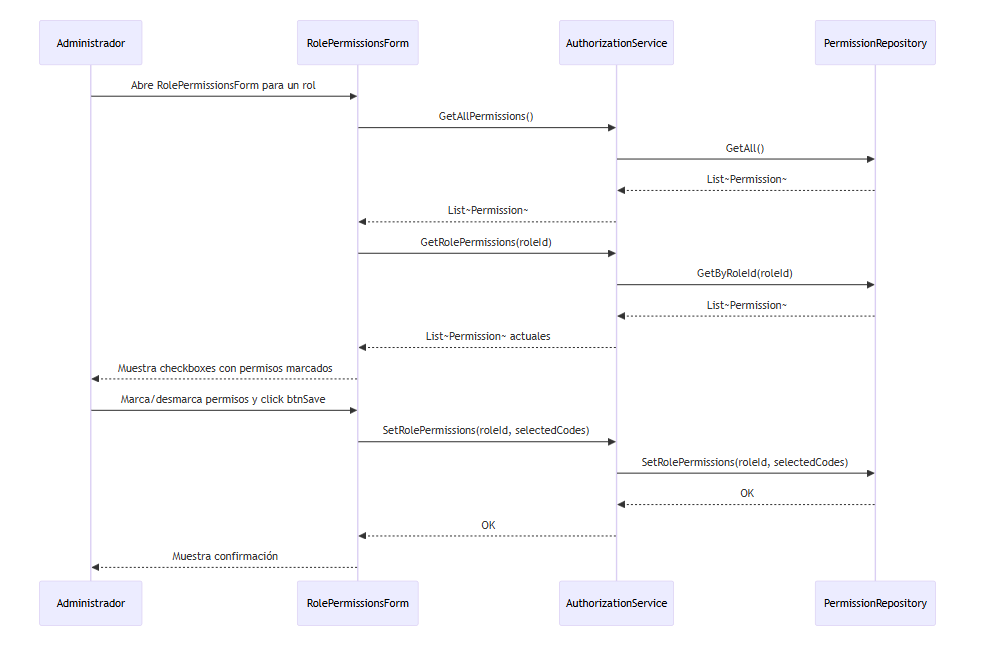 Administrador
RolePermissionsForm
AuthorizationService
PermissionRepository
Abre RolePermissionsForm para un rol
GetAllPermissions()
GetAll()
List~Permission~
List~Permission~
GetRolePermissions(roleId)
GetByRoleId(roleId)
List~Permission~
List~Permission~ actuales
Muestra checkboxes con permisos marcados
Marca/desmarca permisos y click btnSave
SetRolePermissions(roleId, selectedCodes)
SetRolePermissions(roleId, selectedCodes)
OK
OK
Muestra confirmación
Administrador
RolePermissionsForm
AuthorizationService
PermissionRepository